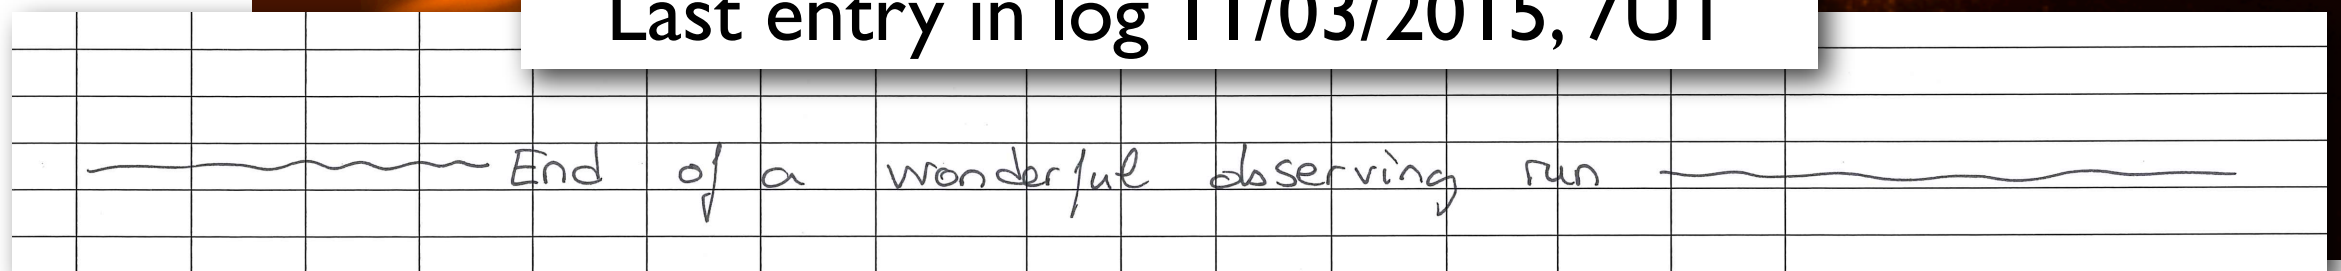 Last entry in log 11/03/2015, 7UT
End of a wonderful observing run